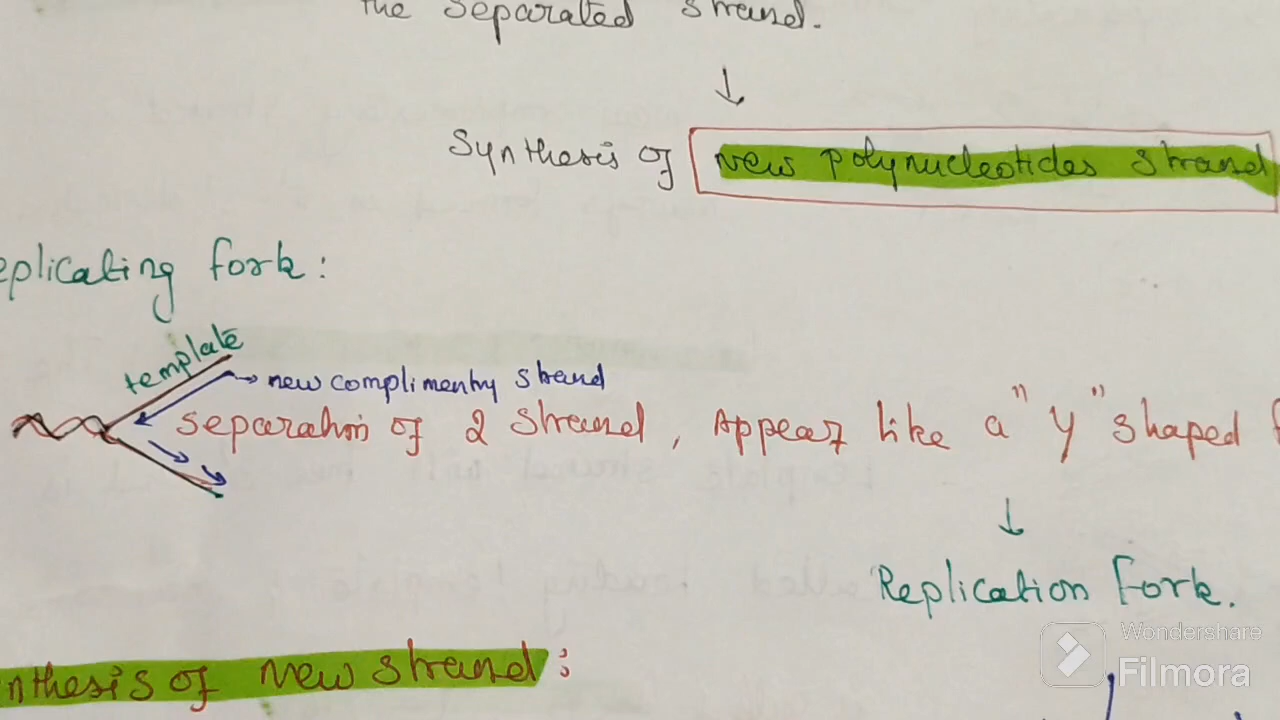 the separated strand.
↓
Synthesis of new polynucleotides strand
eplicating fork:
template
→ new complimentry strand
separation of 2 strand, Appear like a "y" shaped f
↓
Replication fork.
nthesis of new strand:
Wondershare
Filmora